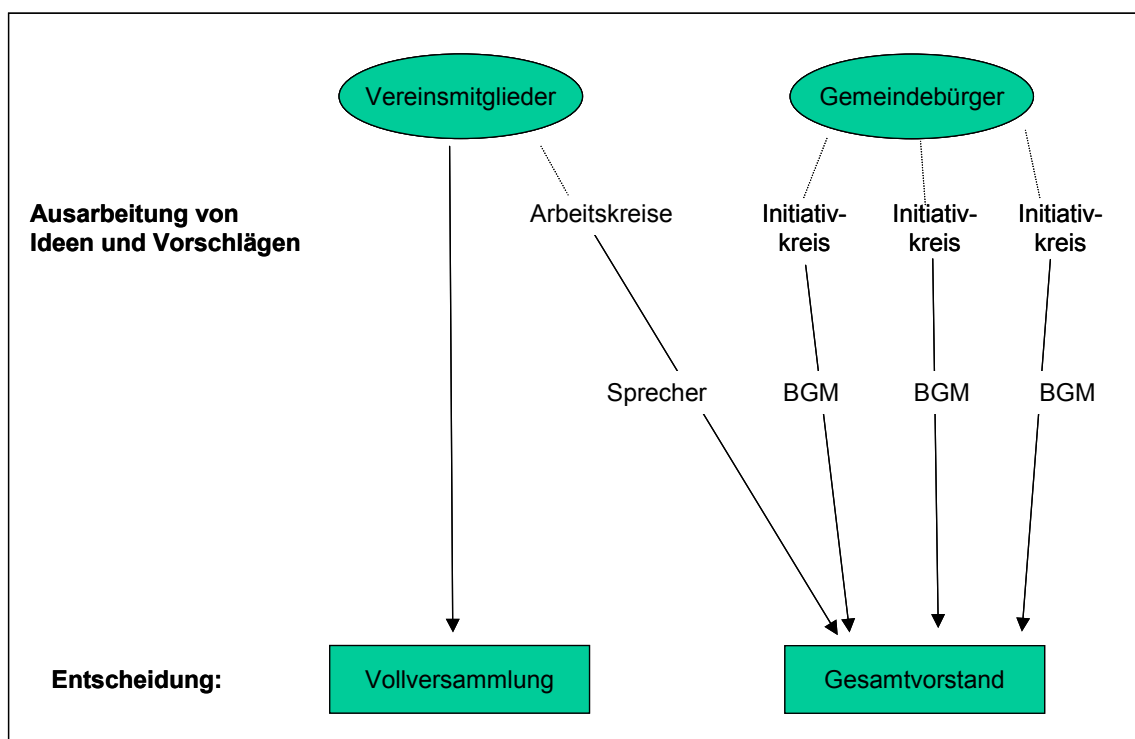 Vereinsmitglieder
Gemeindebürger
Ausarbeitung von
Ideen und Vorschlägen
Arbeitskreise
Initiativ-
kreis
Initiativ-
kreis
Initiativ-
kreis
Sprecher
BGM
BGM
BGM
Entscheidung:
Vollversammlung
Gesamtvorstand